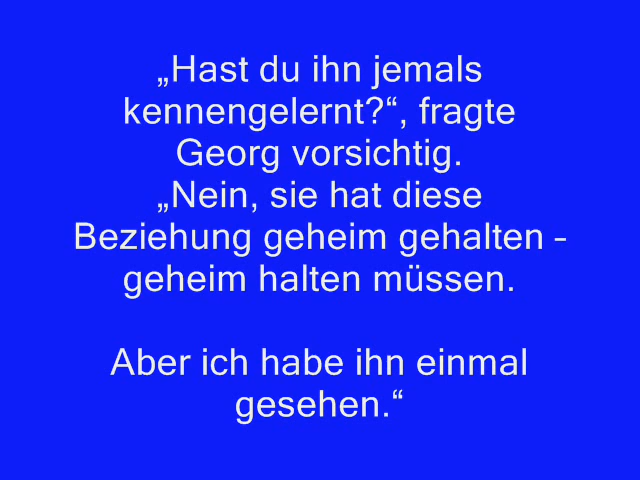 „Hast du ihn jemals
kennengelernt?“, fragte
Georg vorsichtig.
„Nein, sie hat diese
Beziehung geheim gehalten –
geheim halten müssen.
Aber ich habe ihn einmal
gesehen.“